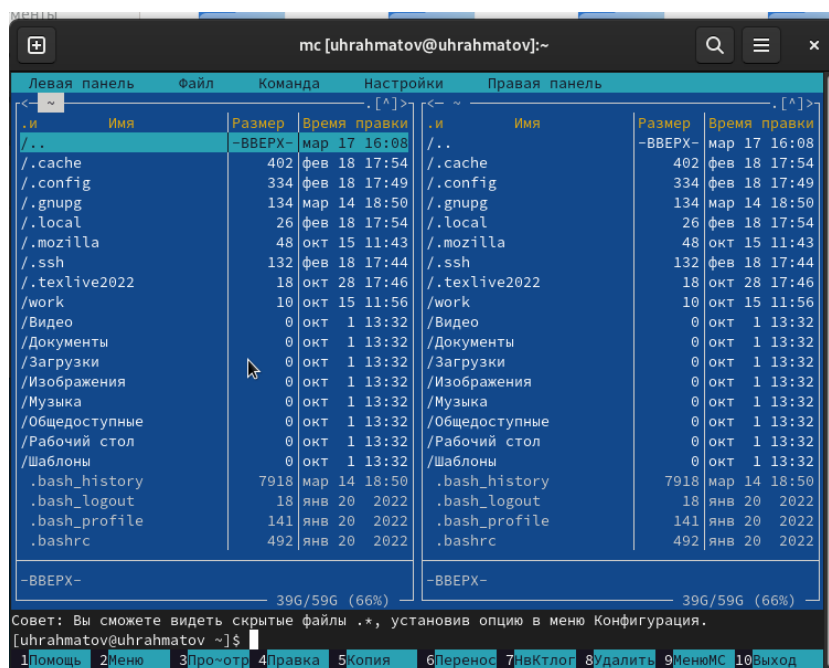 менты
mc [uhrahmatov@uhrahmatov]:~
Левая панель Файл Команда Настройки Правая панель
<— ~ .[^]> <— ~ .[^]>
.и Имя Размер Время правки .и Имя Размер Время правки
/.. -ВВЕРХ- мар 17 16:08 /.. -ВВЕРХ- мар 17 16:08
/.cache 402 фев 18 17:54 /.cache 402 фев 18 17:54
/.config 334 фев 18 17:49 /.config 334 фев 18 17:49
/.gnupg 134 мар 14 18:50 /.gnupg 134 мар 14 18:50
/.local 26 фев 18 17:54 /.local 26 фев 18 17:54
/.mozilla 48 окт 15 11:43 /.mozilla 48 окт 15 11:43
/.ssh 132 фев 18 17:44 /.ssh 132 фев 18 17:44
/.texlive2022 18 окт 28 17:46 /.texlive2022 18 окт 28 17:46
/work 10 окт 15 11:56 /work 10 окт 15 11:56
/Видео 0 окт 1 13:32 /Видео 0 окт 1 13:32
/Документы 0 окт 1 13:32 /Документы 0 окт 1 13:32
/Загрузки 0 окт 1 13:32 /Загрузки 0 окт 1 13:32
/Изображения 0 окт 1 13:32 /Изображения 0 окт 1 13:32
/Музыка 0 окт 1 13:32 /Музыка 0 окт 1 13:32
/Общедоступные 0 окт 1 13:32 /Общедоступные 0 окт 1 13:32
/Рабочий стол 0 окт 1 13:32 /Рабочий стол 0 окт 1 13:32
/Шаблоны 0 окт 1 13:32 /Шаблоны 0 окт 1 13:32
.bash_history 7918 мар 14 18:50 .bash_history 7918 мар 14 18:50
.bash_logout 18 янв 20 2022 .bash_logout 18 янв 20 2022
.bash_profile 141 янв 20 2022 .bash_profile 141 янв 20 2022
.bashrc 492 янв 20 2022 .bashrc 492 янв 20 2022
-ВВЕРХ- -ВВЕРХ-
39G/59G (66%) 39G/59G (66%)
Совет: Вы сможете видеть скрытые файлы .*, установив опцию в меню Конфигурация.
[uhrahmatov@uhrahmatov ~]$
1Помощь 2Меню 3Про~отр 4Правка 5Копия 6Перенос 7НвКтлог 8Удалить 9МенюМС 10Выход